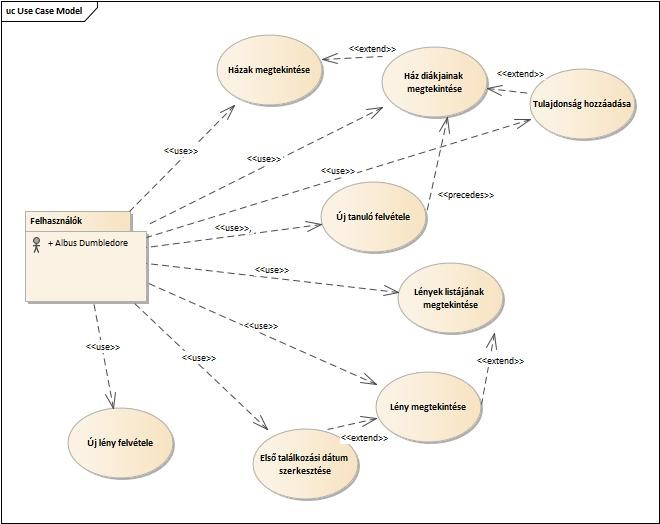 uc Use Case Model
Házak megtekintése
<<extend>>
Ház diákjainak
megtekintése
<<extend>>
Tulajdonság hozzáadása
<<use>>
<<use>>
<<use>>
<<precedes>>
Új tanuló felvétele
Felhasználók
+ Albus Dumbledore
<<use>>,
<<use>>
Lények listájának
megtekintése
<<use>>
<<use>>
<<use>>
<<extend>>
Lény megtekintése
<<extend>>
Új lény felvétele
Első találkozási dátum
szerkesztése